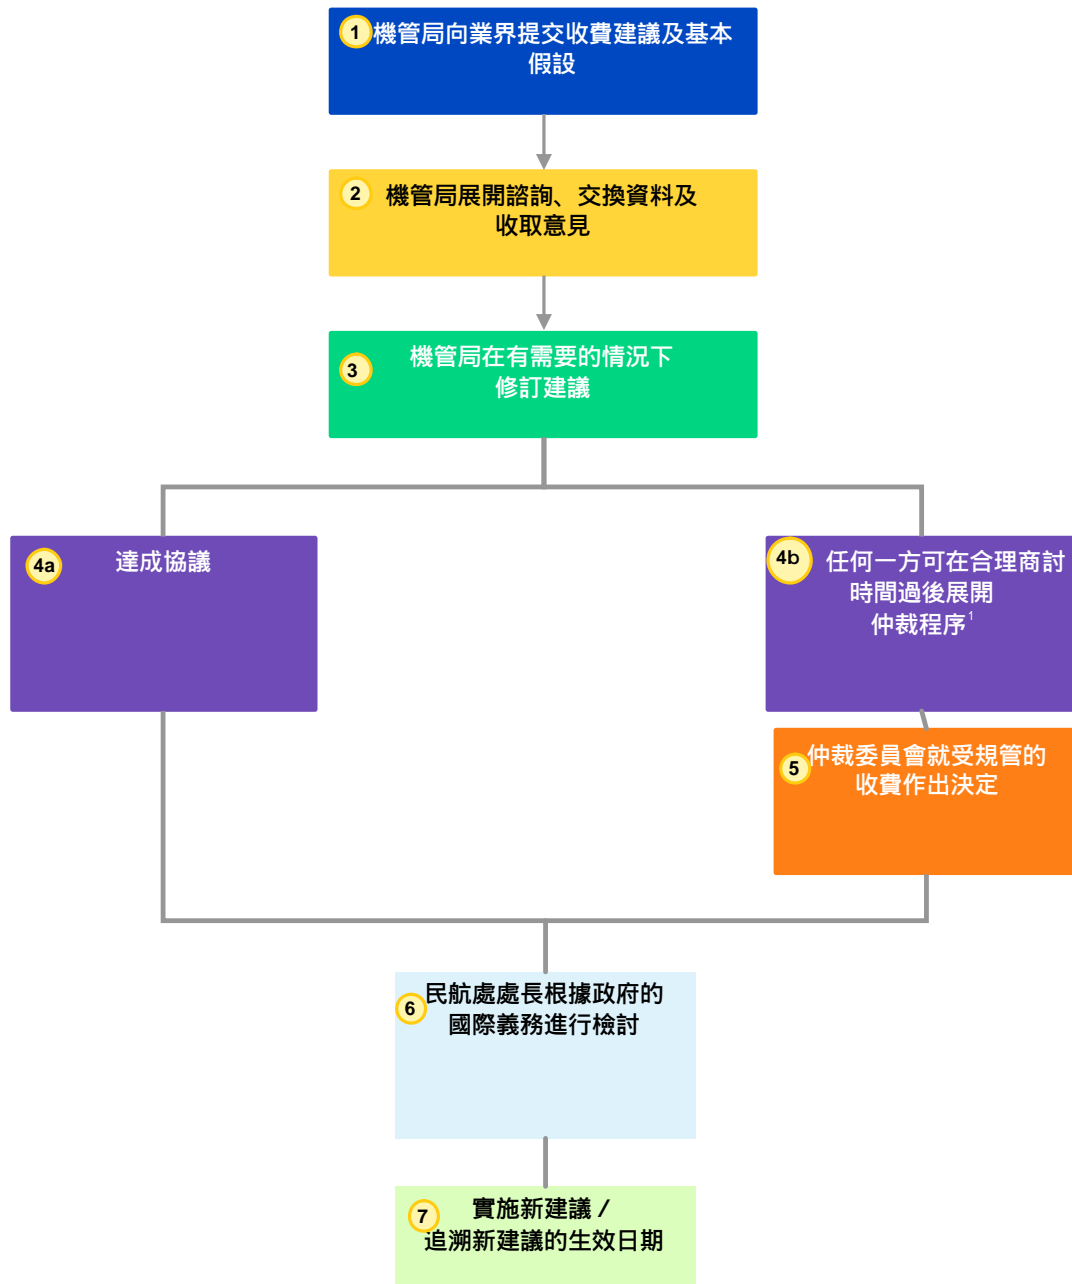 1 機管局向業界提交收費建議及基本
假設
2 機管局展開諮詢、交換資料及
收取意見
3 機管局在有需要的情況下
修訂建議
4a 達成協議
4b 任何一方可在合理商討
時間過後展開
仲裁程序1
5 仲裁委員會就受規管的
收費作出決定
6 民航處處長根據政府的
國際義務進行檢討
7 實施新建議 /
追溯新建議的生效日期